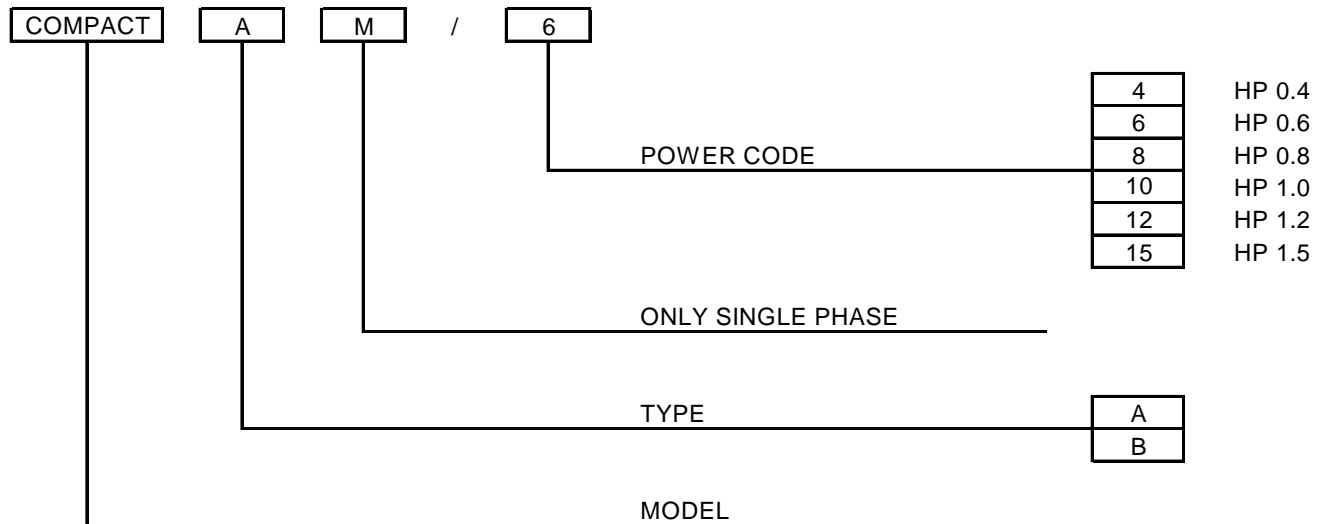 COMPACT A M / 6
4 HP 0.4
6 HP 0.6
POWER CODE 8 HP 0.8
10 HP 1.0
12 HP 1.2
15 HP 1.5
ONLY SINGLE PHASE
TYPE A
B
MODEL